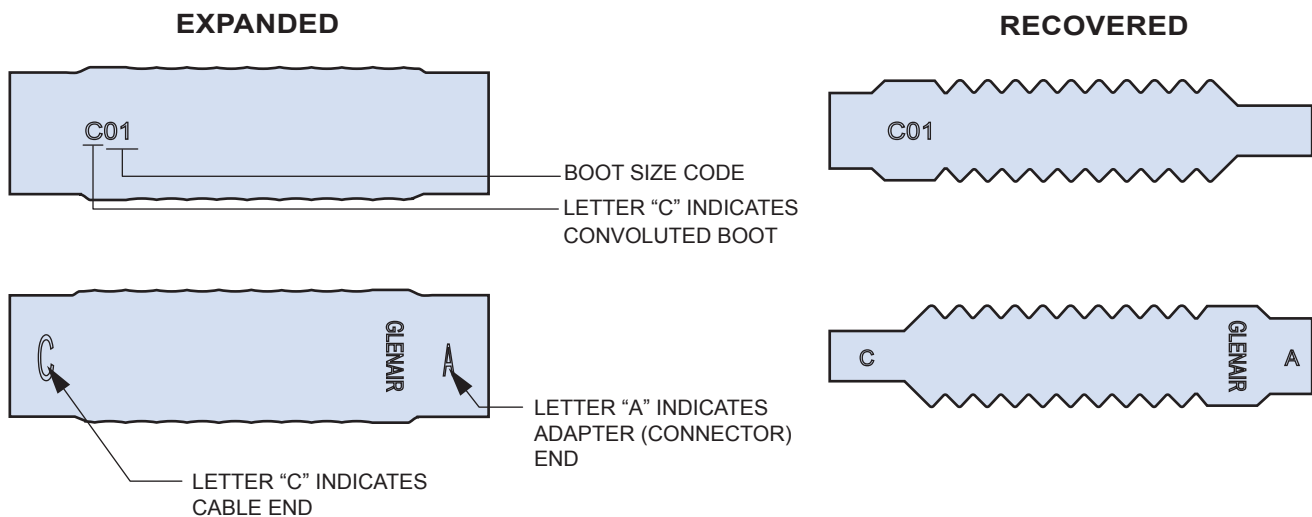 EXPANDED
RECOVERED
C01
C01
BOOT SIZE CODE
LETTER “C” INDICATES
CONVOLUTED BOOT
C
GLENAIR
A
C
GLENAIR
A
LETTER “A” INDICATES
ADAPTER (CONNECTOR)
END
LETTER “C” INDICATES
CABLE END